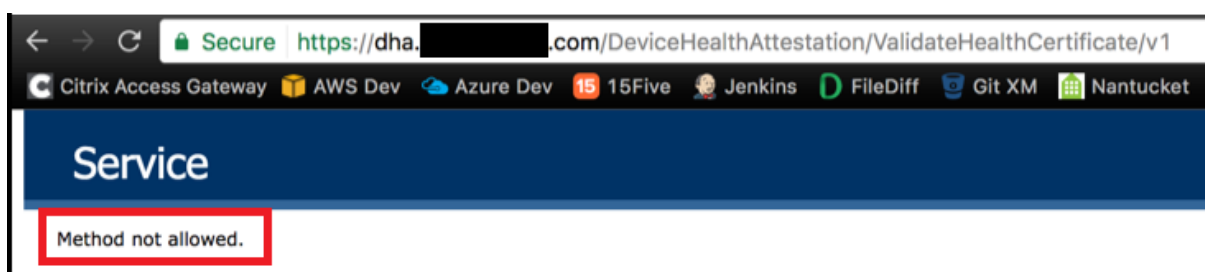 Secure https://dha. .com/DeviceHealthAttestation/ValidateHealthCertificate/v1
C Citrix Access Gateway AWS Dev Azure Dev 15 15Five Jenkins D FileDiff Git XM Nantucket
Service
Method not allowed.